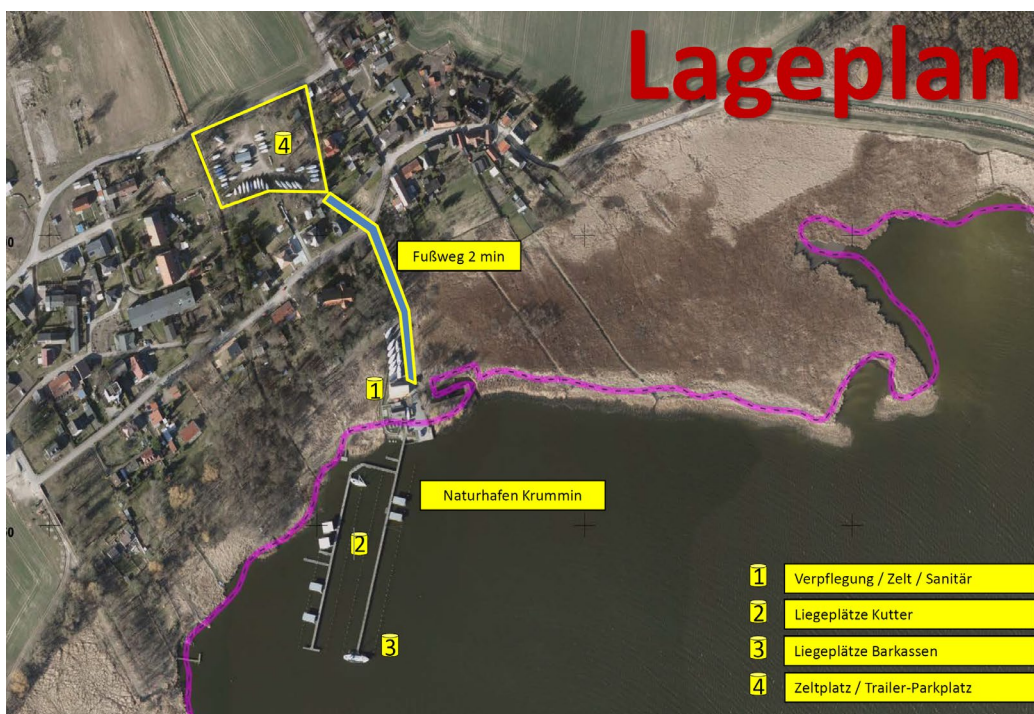 Lageplan
4
Fußweg 2 min
1
Naturhafen Krummin
2
3
1 Verpflegung / Zelt / Sanitär
2 Liegeplätze Kutter
3 Liegeplätze Barkassen
4 Zeltplatz / Trailer-Parkplatz